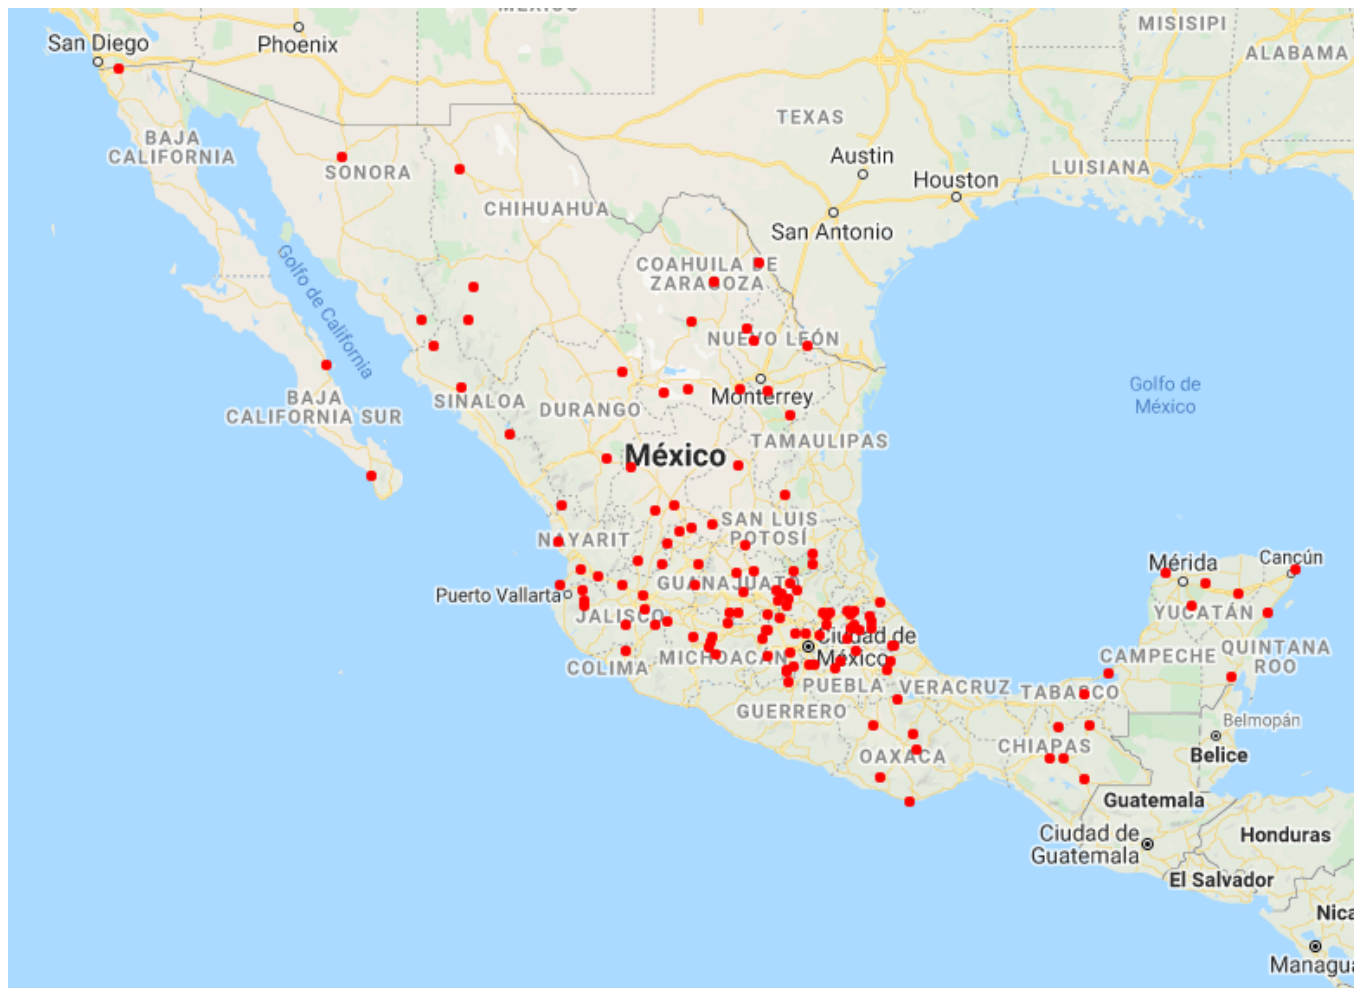 MÉXICO
MISISIPI
San Diego
Phoenix
ALABAMA
TEXAS
BAJA
CALIFORNIA
SONORA
Austin
LUISIANA
Houston
CHIHUAHUA
San Antonio
Golfo de California
COAHUILA DE
ZARAGOZA
NUEVO LEÓN
Monterrey
BAJA
CALIFORNIA SUR
SINALOA
DURANGO
Golfo de
México
TAMAULIPAS
México
SAN LUIS
POTOSÍ
NAYARIT
Mérida
Cancún
GUANAJUATO
Puerto Vallarta
JALISCO
YUCATÁN
Ciudad de
México
QUINTANA
ROO
COLIMA
MICHOACÁN
CAMPECHE
PUEBLA
VERACRUZ
TABASCO
GUERRERO
Belmopán
OAXACA
CHIAPAS
Belice
Guatemala
Ciudad de
Guatemala
Honduras
El Salvador
Nica
Managua